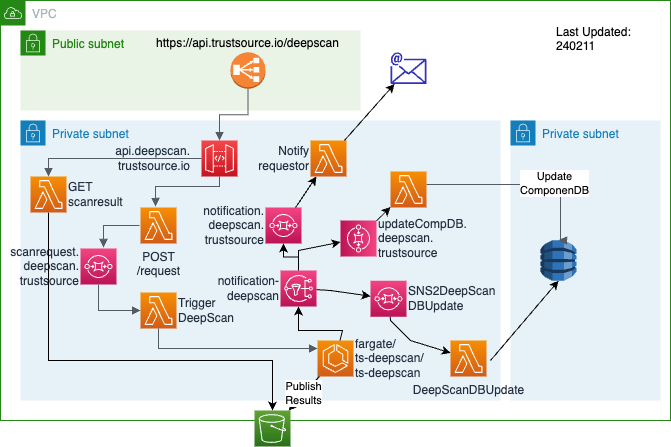 VPC
Last Updated:
240211
Public subnet
https://api.trustsource.io/deepscan
Private subnet
Private subnet
api.deepscan.
trustsource.io
Notify
requestor
GET
scanresult
Update
ComponenDB
notification.
deepscan.
trustsource
updateCompDB.
deepscan.
trustsource
POST
/request
scanrequest.
deepscan.
trustsource
notification-
deepscan
SNS2DeepScan
DBUpdate
Trigger
DeepScan
fargate/
ts-deepscan/
ts-deepscan
DeepScanDBUpdate
Publish
Results